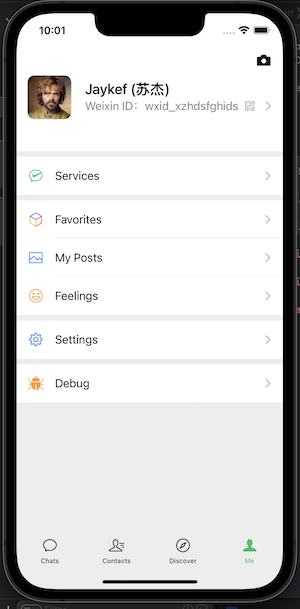 10:01
Jaykef (苏杰)
Weixin ID： wxid_xzhdsfghids
Services
Favorites
My Posts
Feelings
Settings
Debug
Chats
Contacts
Discover
Me